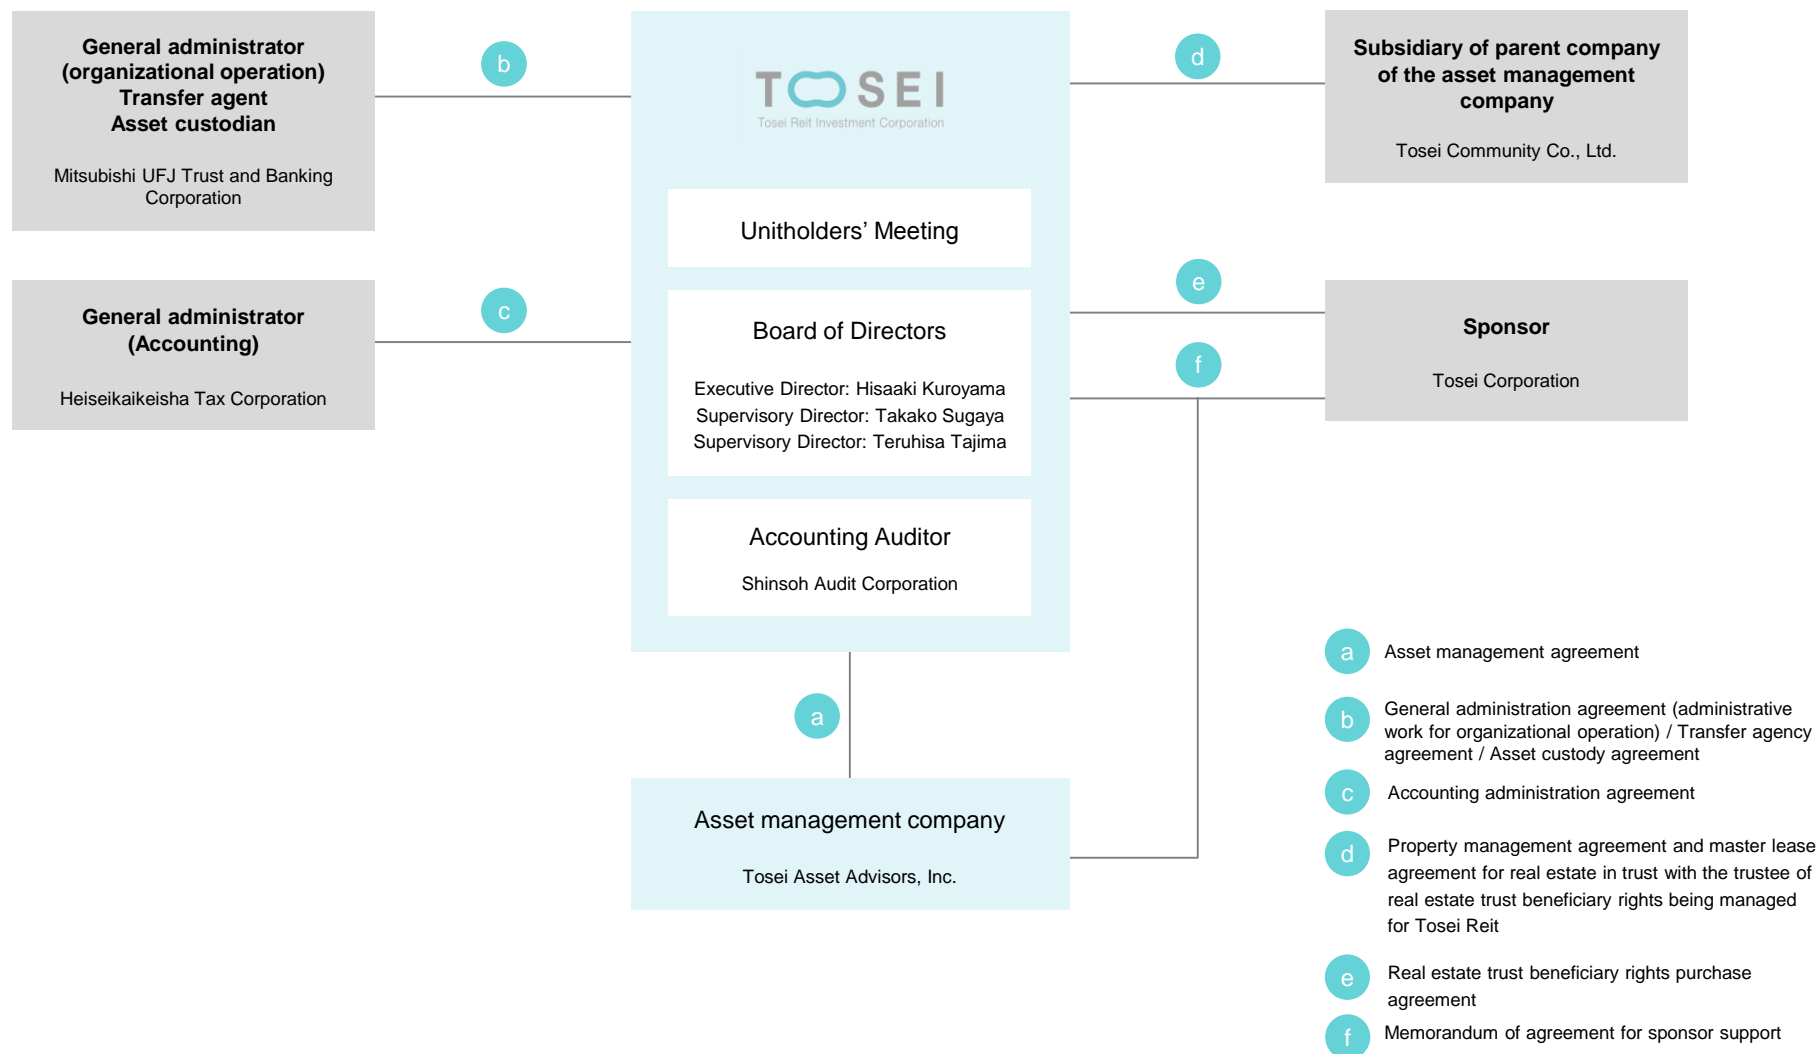 General administrator
(organizational operation)
Transfer agent
Asset custodian
Mitsubishi UFJ Trust and Banking
Corporation
b
General administrator
(Accounting)
Heiseikaikeisha Tax Corporation
c
TOSEI
Tosei Reit Investment Corporation
Unitholders’ Meeting
Board of Directors
Executive Director: Hisaaki Kuroyama
Supervisory Director: Takako Sugaya
Supervisory Director: Teruhisa Tajima
Accounting Auditor
Shinsoh Audit Corporation
a
Asset management company
Tosei Asset Advisors, Inc.
d
Subsidiary of parent company
of the asset management
company
Tosei Community Co., Ltd.
e
f
Sponsor
Tosei Corporation
a Asset management agreement
b General administration agreement (administrative
work for organizational operation) / Transfer agency
agreement / Asset custody agreement
c Accounting administration agreement
d Property management agreement and master lease
agreement for real estate in trust with the trustee of
real estate trust beneficiary rights being managed
for Tosei Reit
e Real estate trust beneficiary rights purchase
agreement
f Memorandum of agreement for sponsor support